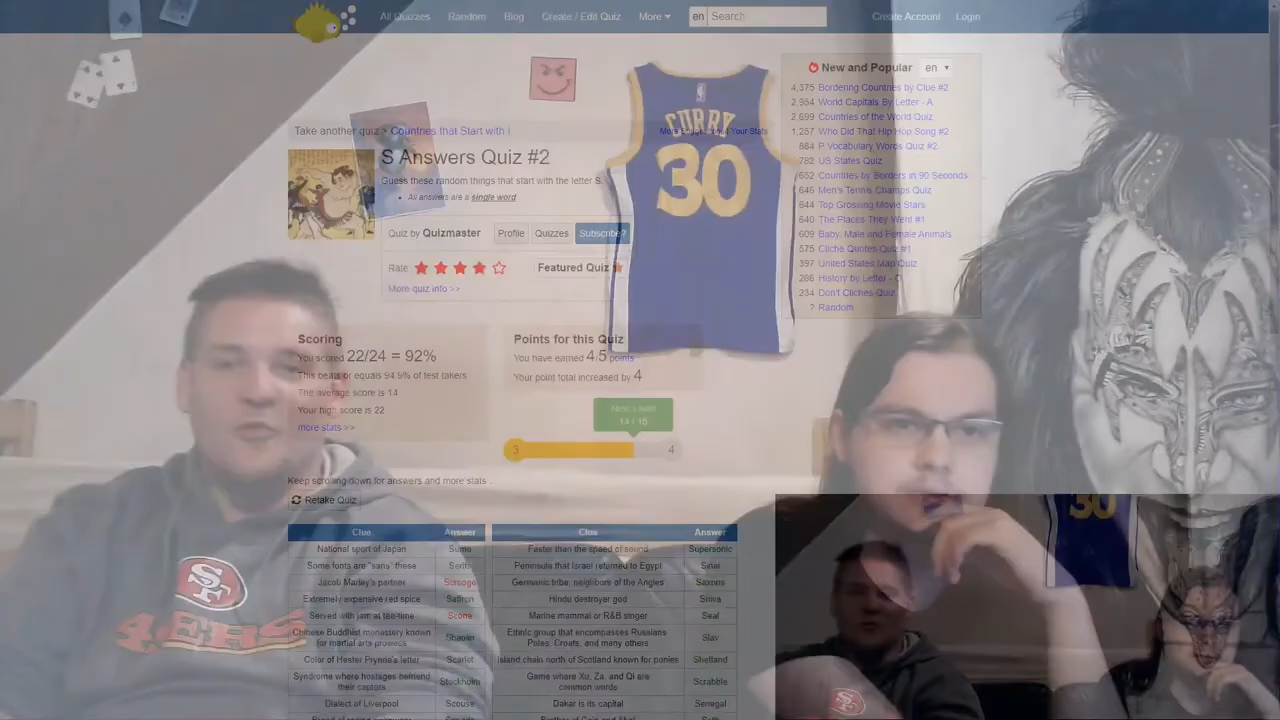 All Quizzes Random Blog Create / Edit Quiz More en Search Create Account Login
New and Popular en
4,375 Bordering Countries by Clue #2
2,954 World Capitals By Letter - A
2,699 Countries of the World Quiz
1,257 Who Did That Hip Hop Song #2
884 P Vocabulary Words Quiz #2
782 US States Quiz
652 Countries by Borders in 90 Seconds
646 Men's Tennis Champs Quiz
644 Top Grossing Movie Stars
640 The Places They Went #1
609 Baby, Male and Female Animals
575 Cliche Quotes Quiz #1
397 United States Map Quiz
286 History by Letter -
234 Don't Cliches Quiz
? Random
CURRY
30
Take another quiz > Countries that Start with I
Your Stats
S Answers Quiz #2
Guess these random things that start with the letter S.
All answers are a single word
Quiz by Quizmaster Profile Quizzes Subscribe?
Rate Featured Quiz
More quiz info >>
Scoring
You scored 22/24 = 92%
This beats or equals 94.9% of test takers
The average score is 14
Your high score is 22
more stats >>
Points for this Quiz
You have earned 4.5 points
Your point total increased by 4
Next Level
/ 15
3 4
Keep scrolling down for answers and more stats ...
Retake Quiz
Clue Answer Clue Answer
National sport of Japan Sumo Faster than the speed of sound Supersonic
Some fonts are "sans" these Serifs Peninsula that Israel returned to Egypt Sinai
Jacob Marley's partner Scrooge Germanic tribe, neighbors of the Angles Saxons
Extremely expensive red spice Saffron Hindu destroyer god Shiva
Served with jam at tea-time Scone Marine mammal or R&B singer Seal
Chinese Buddhist monastery known for martial arts prowess Shaolin Ethnic group that encompasses Russians Poles, Croats, and many others Slav
Color of Hester Prynne's letter Scarlet Island chain north of Scotland known for ponies Shetland
Syndrome where hostages befriend their captors Stockholm Game where Xu, Za, and Qi are common words Scrabble
Dialect of Liverpool Scouse Dakar is its capital Senegal
SF
49ERS
30
SF